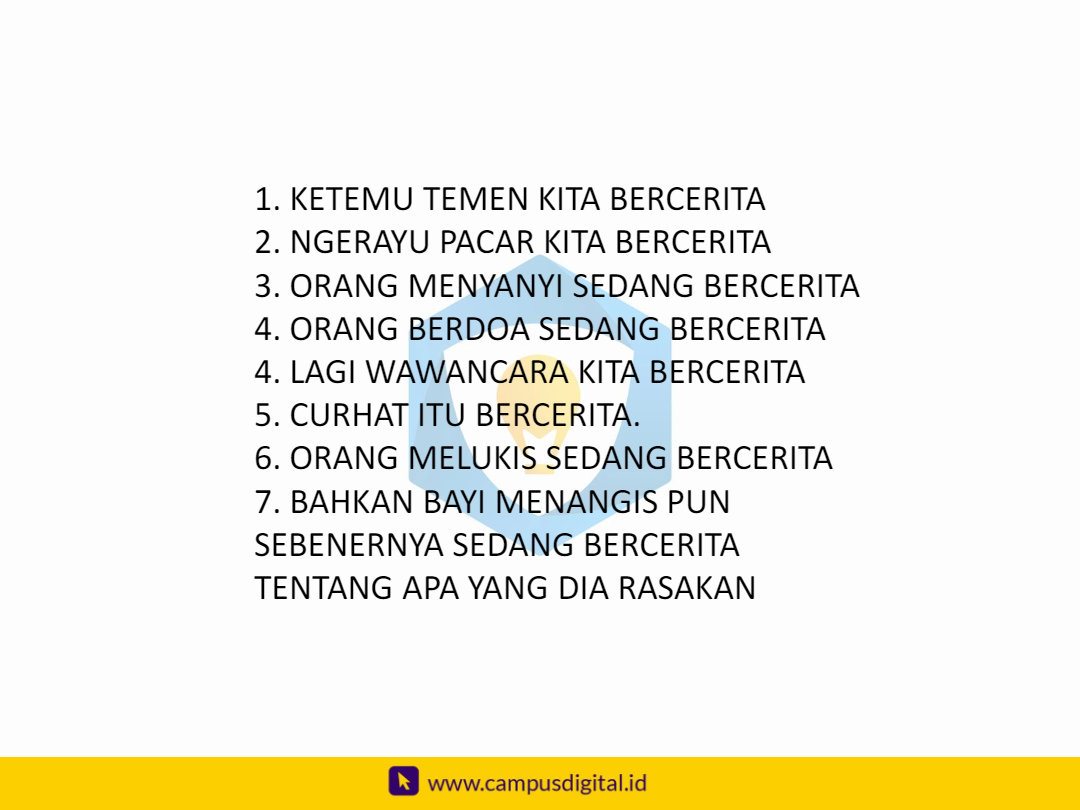 1. KETEMU TEMEN KITA BERCERITA
2. NGERAYU PACAR KITA BERCERITA
3. ORANG MENYANYI SEDANG BERCERITA
4. ORANG BERDOA SEDANG BERCERITA
4. LAGI WAWANCARA KITA BERCERITA
5. CURHAT ITU BERCERITA.
6. ORANG MELUKIS SEDANG BERCERITA
7. BAHKAN BAYI MENANGIS PUN
SEBENERNYA SEDANG BERCERITA
TENTANG APA YANG DIA RASAKAN
www.campusdigital.id